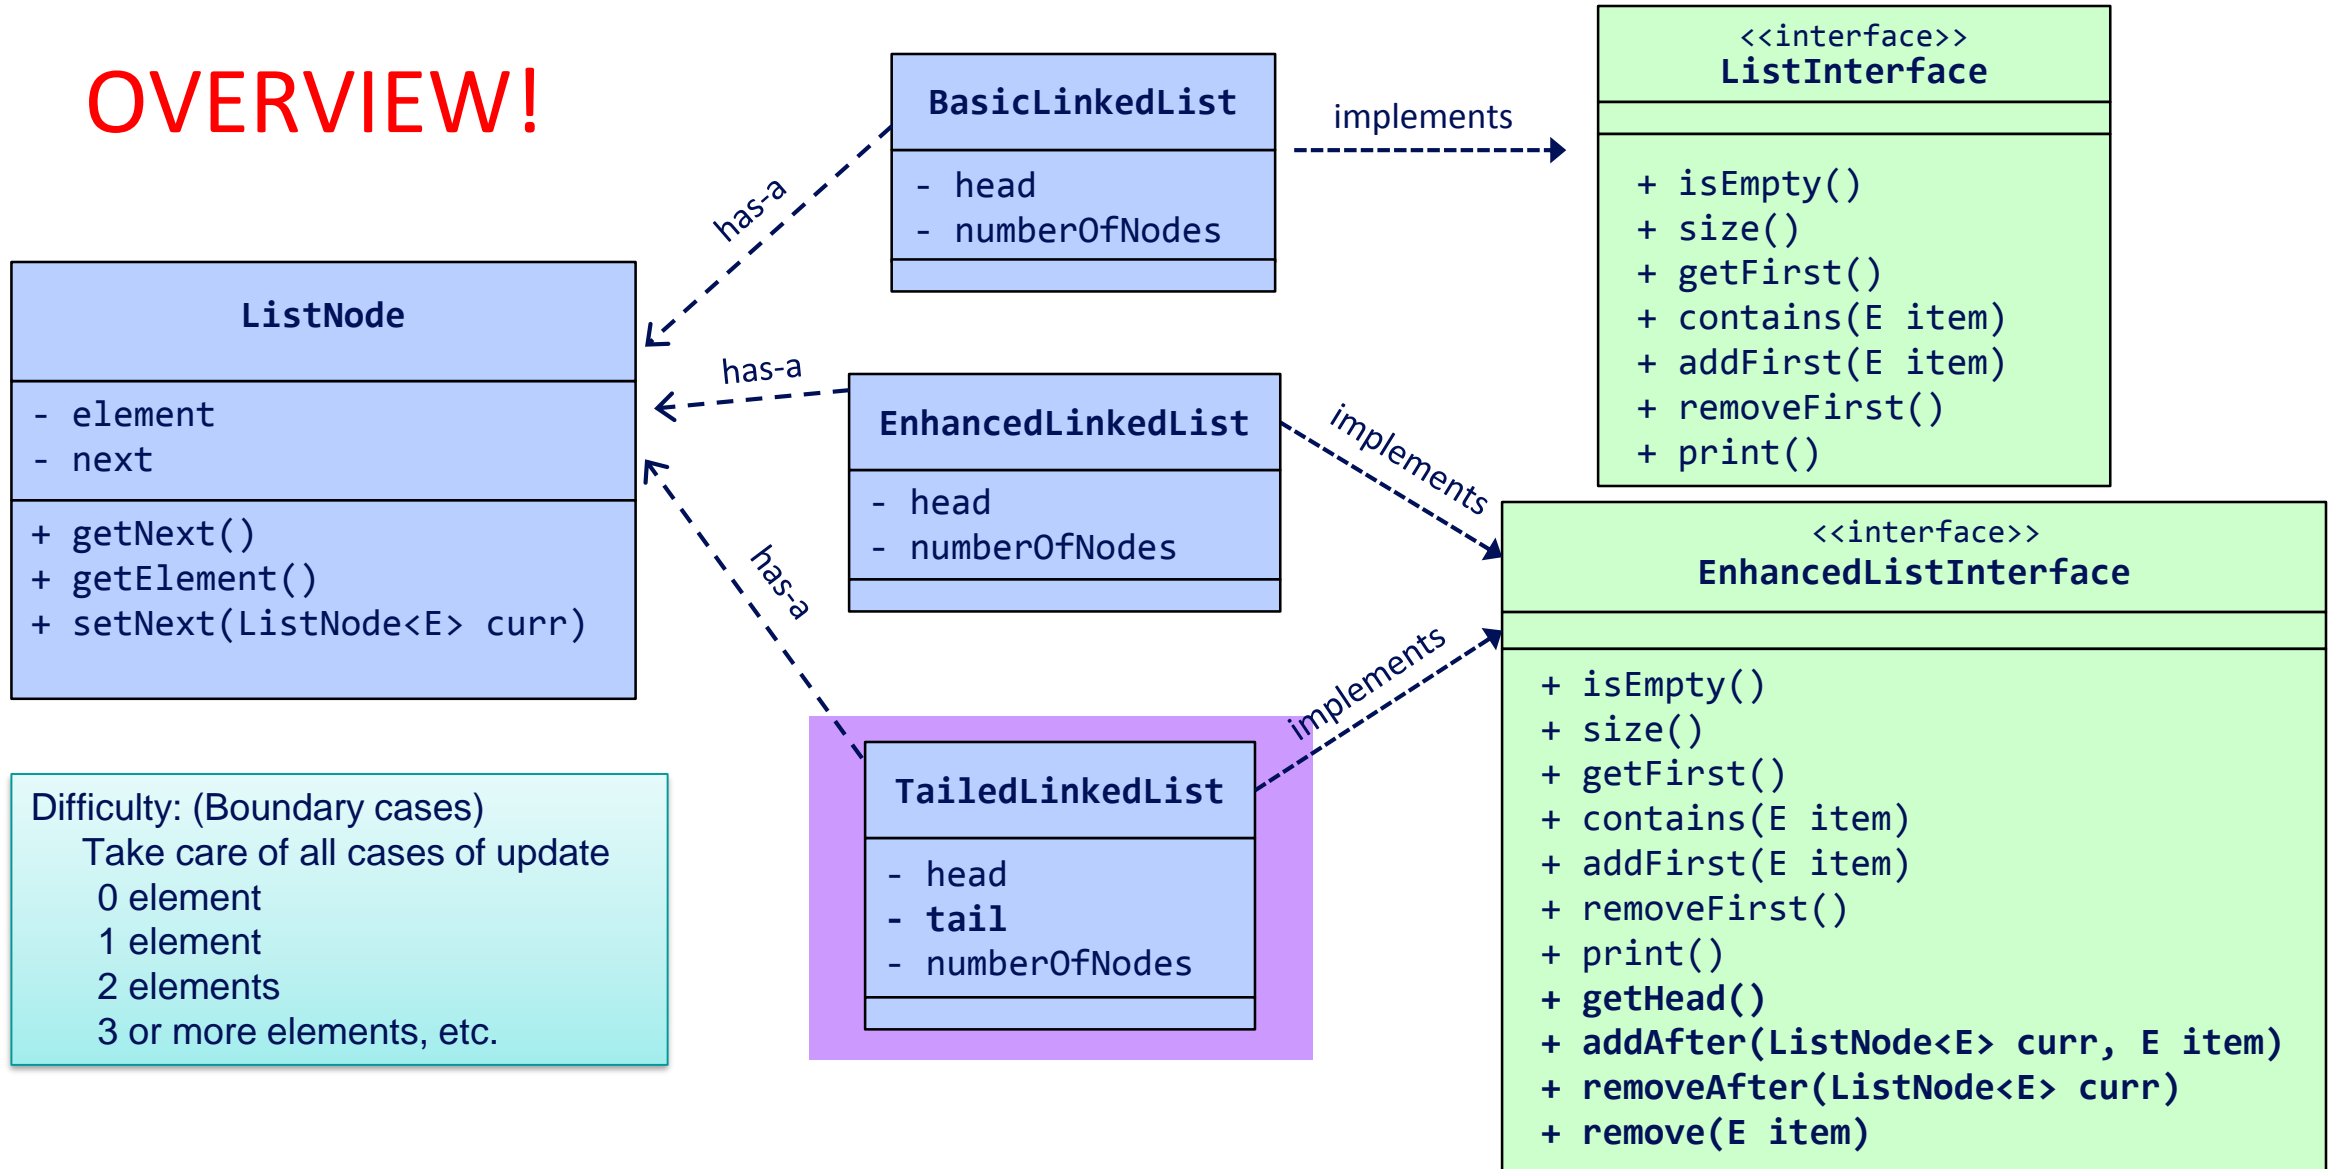 OVERVIEW!
BasicLinkedList
- head
- numberOfNodes
implements
<<interface>>
ListInterface
+ isEmpty()
+ size()
+ getFirst()
+ contains(E item)
+ addFirst(E item)
+ removeFirst()
+ print()
has-a
ListNode
- element
- next
+ getNext()
+ getElement()
+ setNext(ListNode<E> curr)
has-a
EnhancedLinkedList
- head
- numberOfNodes
implements
<<interface>>
EnhancedListInterface
+ isEmpty()
+ size()
+ getFirst()
+ contains(E item)
+ addFirst(E item)
+ removeFirst()
+ print()
+ getHead()
+ addAfter(ListNode<E> curr, E item)
+ removeAfter(ListNode<E> curr)
+ remove(E item)
has-a
implements
TailedLinkedList
- head
- tail
- numberOfNodes
Difficulty: (Boundary cases)
Take care of all cases of update
0 element
1 element
2 elements
3 or more elements, etc.